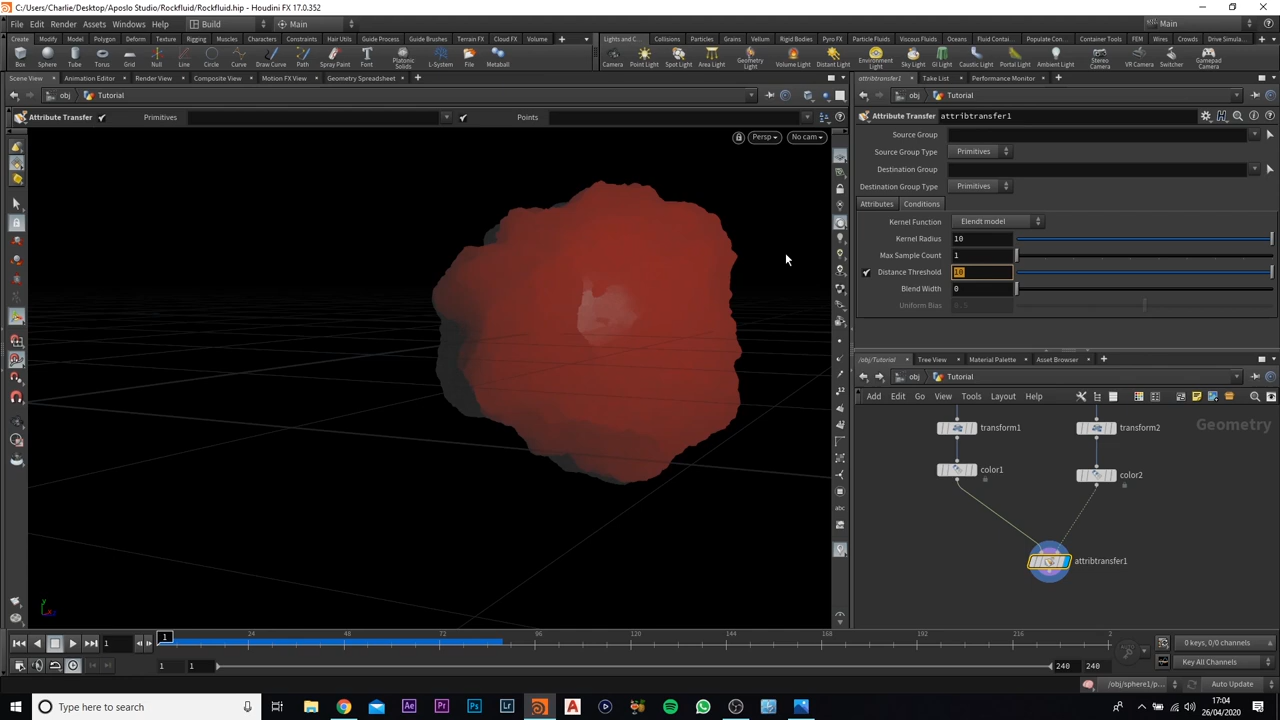 C:/Users/Charlie/Desktop/Aposlo Studio/Rockfluid/Rockfluid.hip - Houdini FX 17.0.352
File Edit Render Assets Windows Help Build Main Main
Create Modify Model Polygon Deform Texture Rigging Muscles Characters Constraints Hair Utils Guide Process Guide Brushes Terrain FX Cloud FX Volume
Lights and C... Collisions Particles Grains Vellum Rigid Bodies Particle Fluids Viscous Fluids Oceans Fluid Contai... Populate Con... Container Tools Pyro FX FEM Wires Crowds Drive Simula...
Box Sphere Tube Torus Grid Null Line Circle Curve Draw Curve Path Spray Paint Font Platonic Solids L-System Metaball File
Camera Point Light Spot Light Area Light Geometry Light Volume Light Distant Light Environment Light Sky Light GI Light Caustic Light Portal Light Ambient Light Stereo Camera VR Camera Switcher Gamepad Camera
Scene View Animation Editor Render View Composite View Motion FX View Geometry Spreadsheet
attribtransfer1 Take List Performance Monitor
obj Tutorial
obj Tutorial
Attribute Transfer Primitives Points
Attribute Transfer attribtransfer1
Persp No cam
Source Group
Source Group Type Primitives
Destination Group
Destination Group Type Primitives
Attributes Conditions
Kernel Function Elendt model
Kernel Radius 10
Max Sample Count 1
Distance Threshold 10
Blend Width 0
Uniform Bias 0.5
/obj/Tutorial Tree View Material Palette Asset Browser
obj Tutorial
Add Edit Go View Tools Layout Help
Geometry
transform1 transform2
color1 color2
attribtransfer1
1 1 24 48 72 96 120 144 168 192 216 2
1 1 240 240
0 keys, 0/0 channels
Key All Channels
/obj/sphere1/p... Auto Update
Type here to search
17:04
26/04/2020